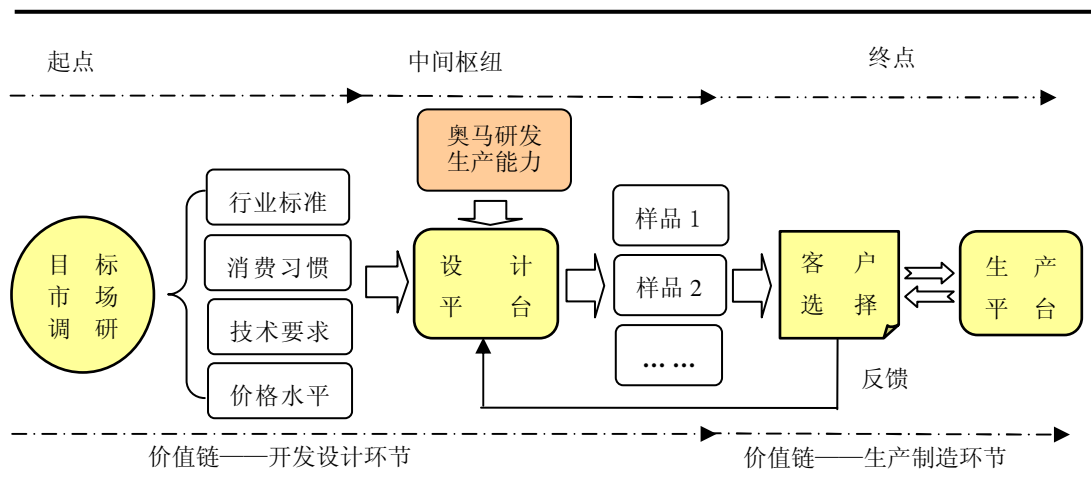 起点
中间枢纽
终点
奥马研发
生产能力
行业标准
消费习惯
技术要求
价格水平
目标
市场
调研
设计
平台
样品 1
样品 2
... ...
客户
选择
生产
平台
反馈
价值链——开发设计环节
价值链——生产制造环节